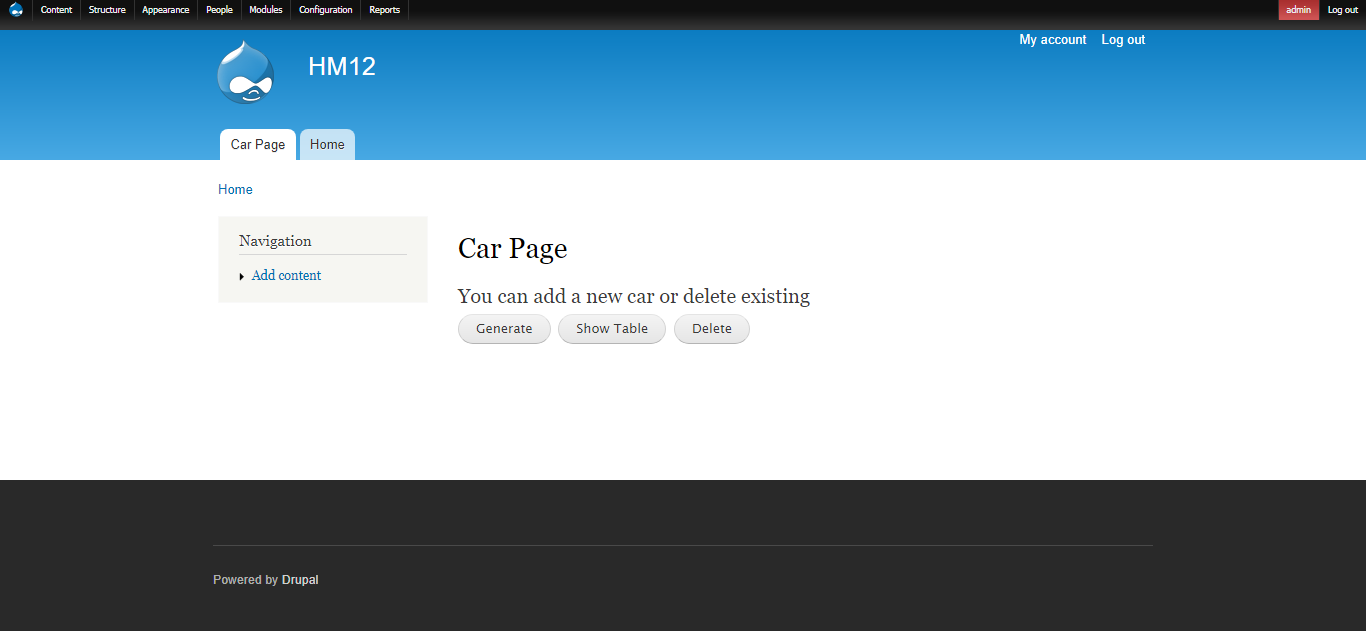 Content Structure Appearance People Modules Configuration Reports admin Log out
My account Log out
HM12
Car Page Home
Home
Navigation
Add content
Car Page
You can add a new car or delete existing
Generate Show Table Delete
Powered by Drupal